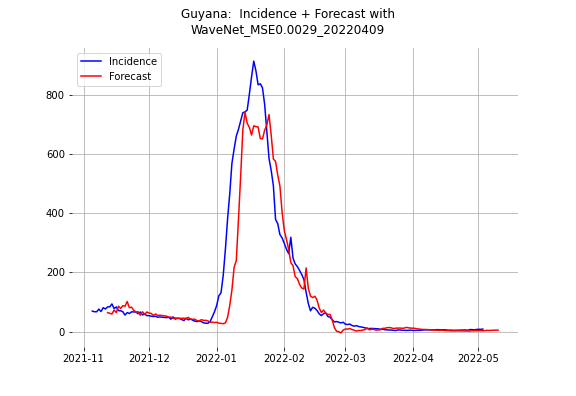 Guyana:  Incidence + Forecast with
WaveNet_MSE0.0029_20220409
Incidence
Forecast
800
600
400
200
0
2021-11 2021-12 2022-01 2022-02 2022-03 2022-04 2022-05